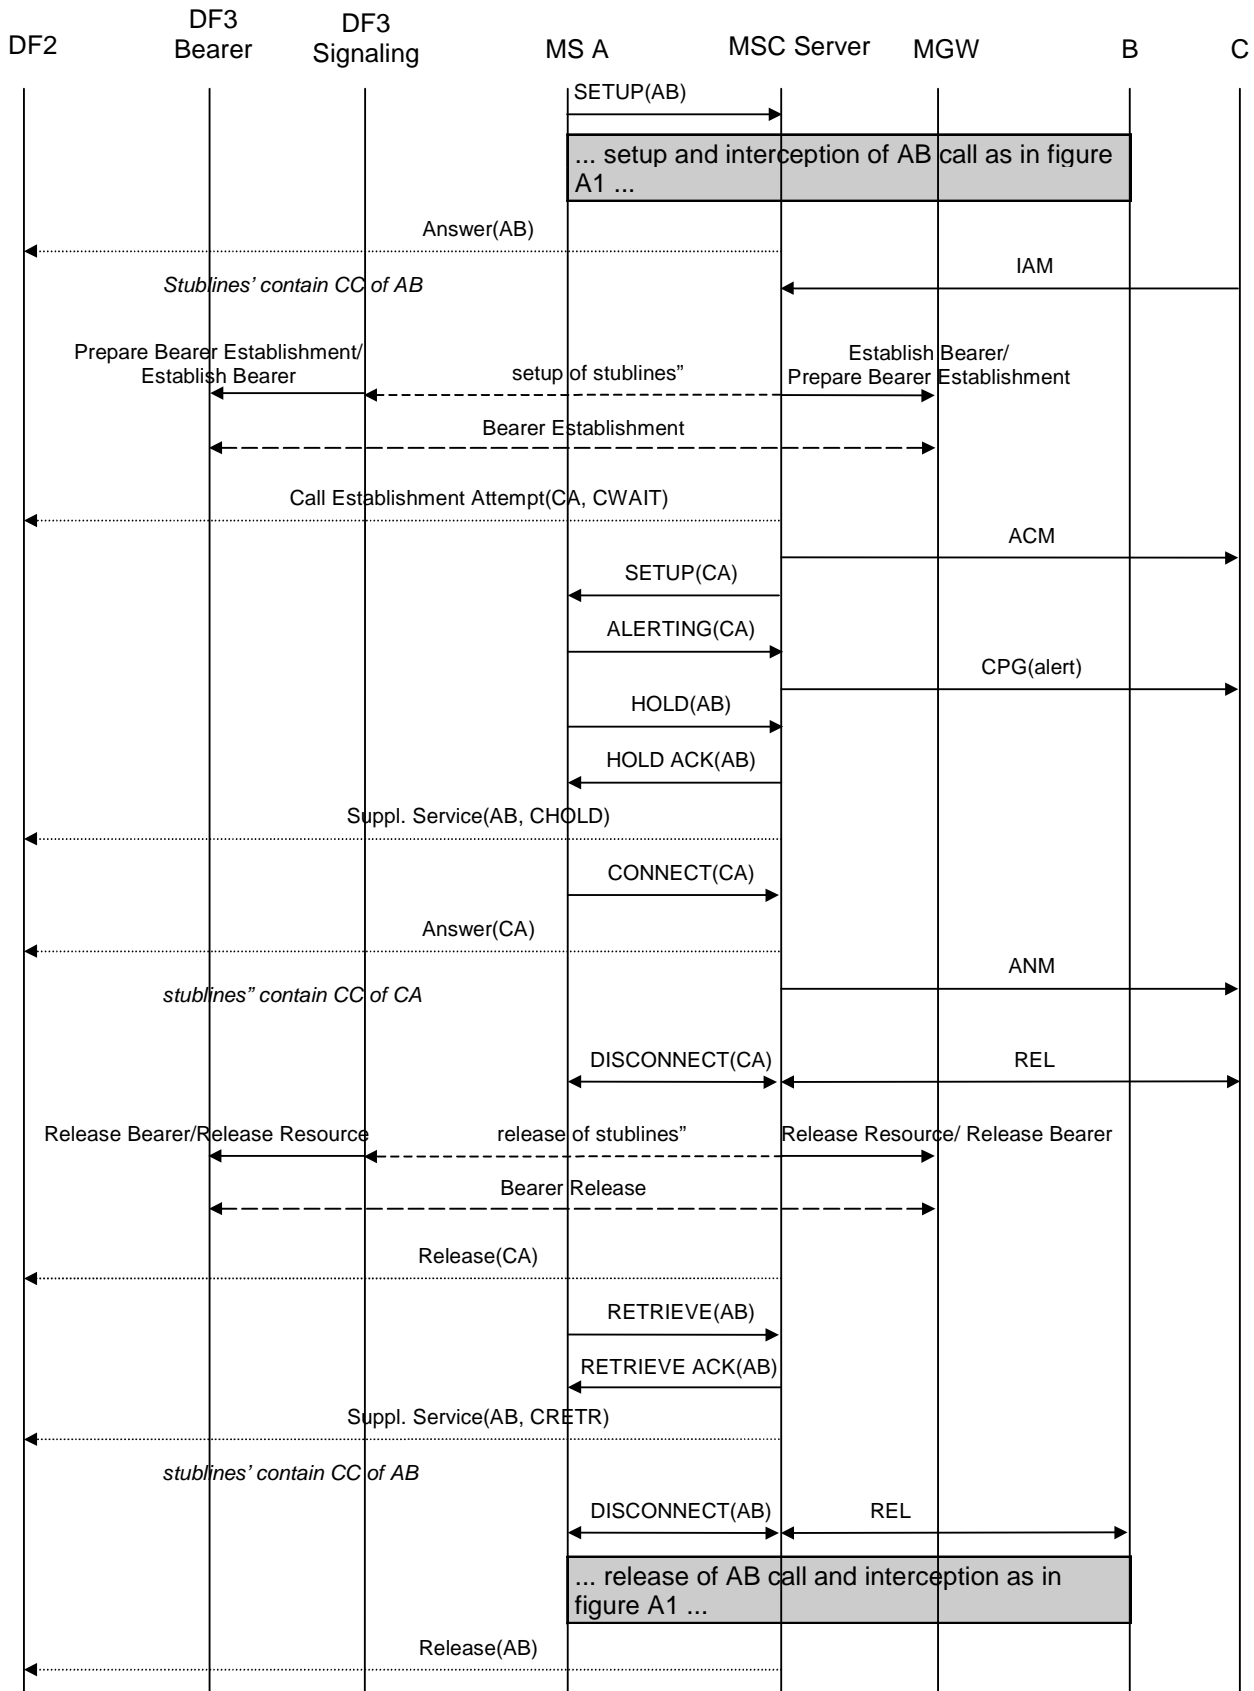 DF2
DF3
Bearer
DF3
Signaling
MS A
MSC Server
MGW
B
C
SETUP(AB)
... setup and interception of AB call as in figure
A1 ...
Answer(AB)
IAM
Stublines’ contain CC of AB
Prepare Bearer Establishment/
Establish Bearer
setup of stublines”
Establish Bearer/
Prepare Bearer Establishment
Bearer Establishment
Call Establishment Attempt(CA, CWAIT)
ACM
SETUP(CA)
ALERTING(CA)
CPG(alert)
HOLD(AB)
HOLD ACK(AB)
Suppl. Service(AB, CHOLD)
CONNECT(CA)
Answer(CA)
ANM
stublines” contain CC of CA
DISCONNECT(CA)
REL
Release Bearer/Release Resource
release of stublines”
Release Resource/ Release Bearer
Bearer Release
Release(CA)
RETRIEVE(AB)
RETRIEVE ACK(AB)
Suppl. Service(AB, CRETR)
stublines’ contain CC of AB
DISCONNECT(AB)
REL
... release of AB call and interception as in
figure A1 ...
Release(AB)